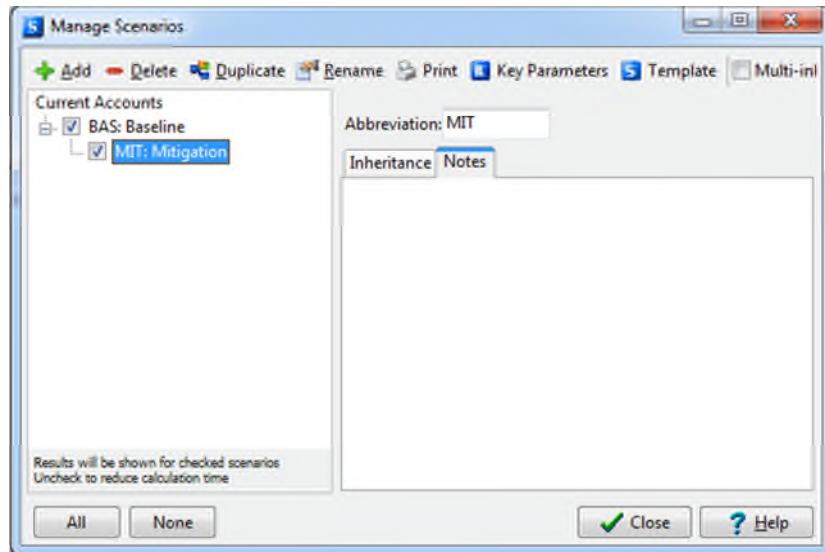 Manage Scenarios
Add Delete Duplicate Rename Print Key Parameters Template Multi-inl
Current Accounts
BAS: Baseline
MIT: Mitigation
Abbreviation: MIT
Inheritance Notes
Results will be shown for checked scenarios
Uncheck to reduce calculation time
All None Close Help